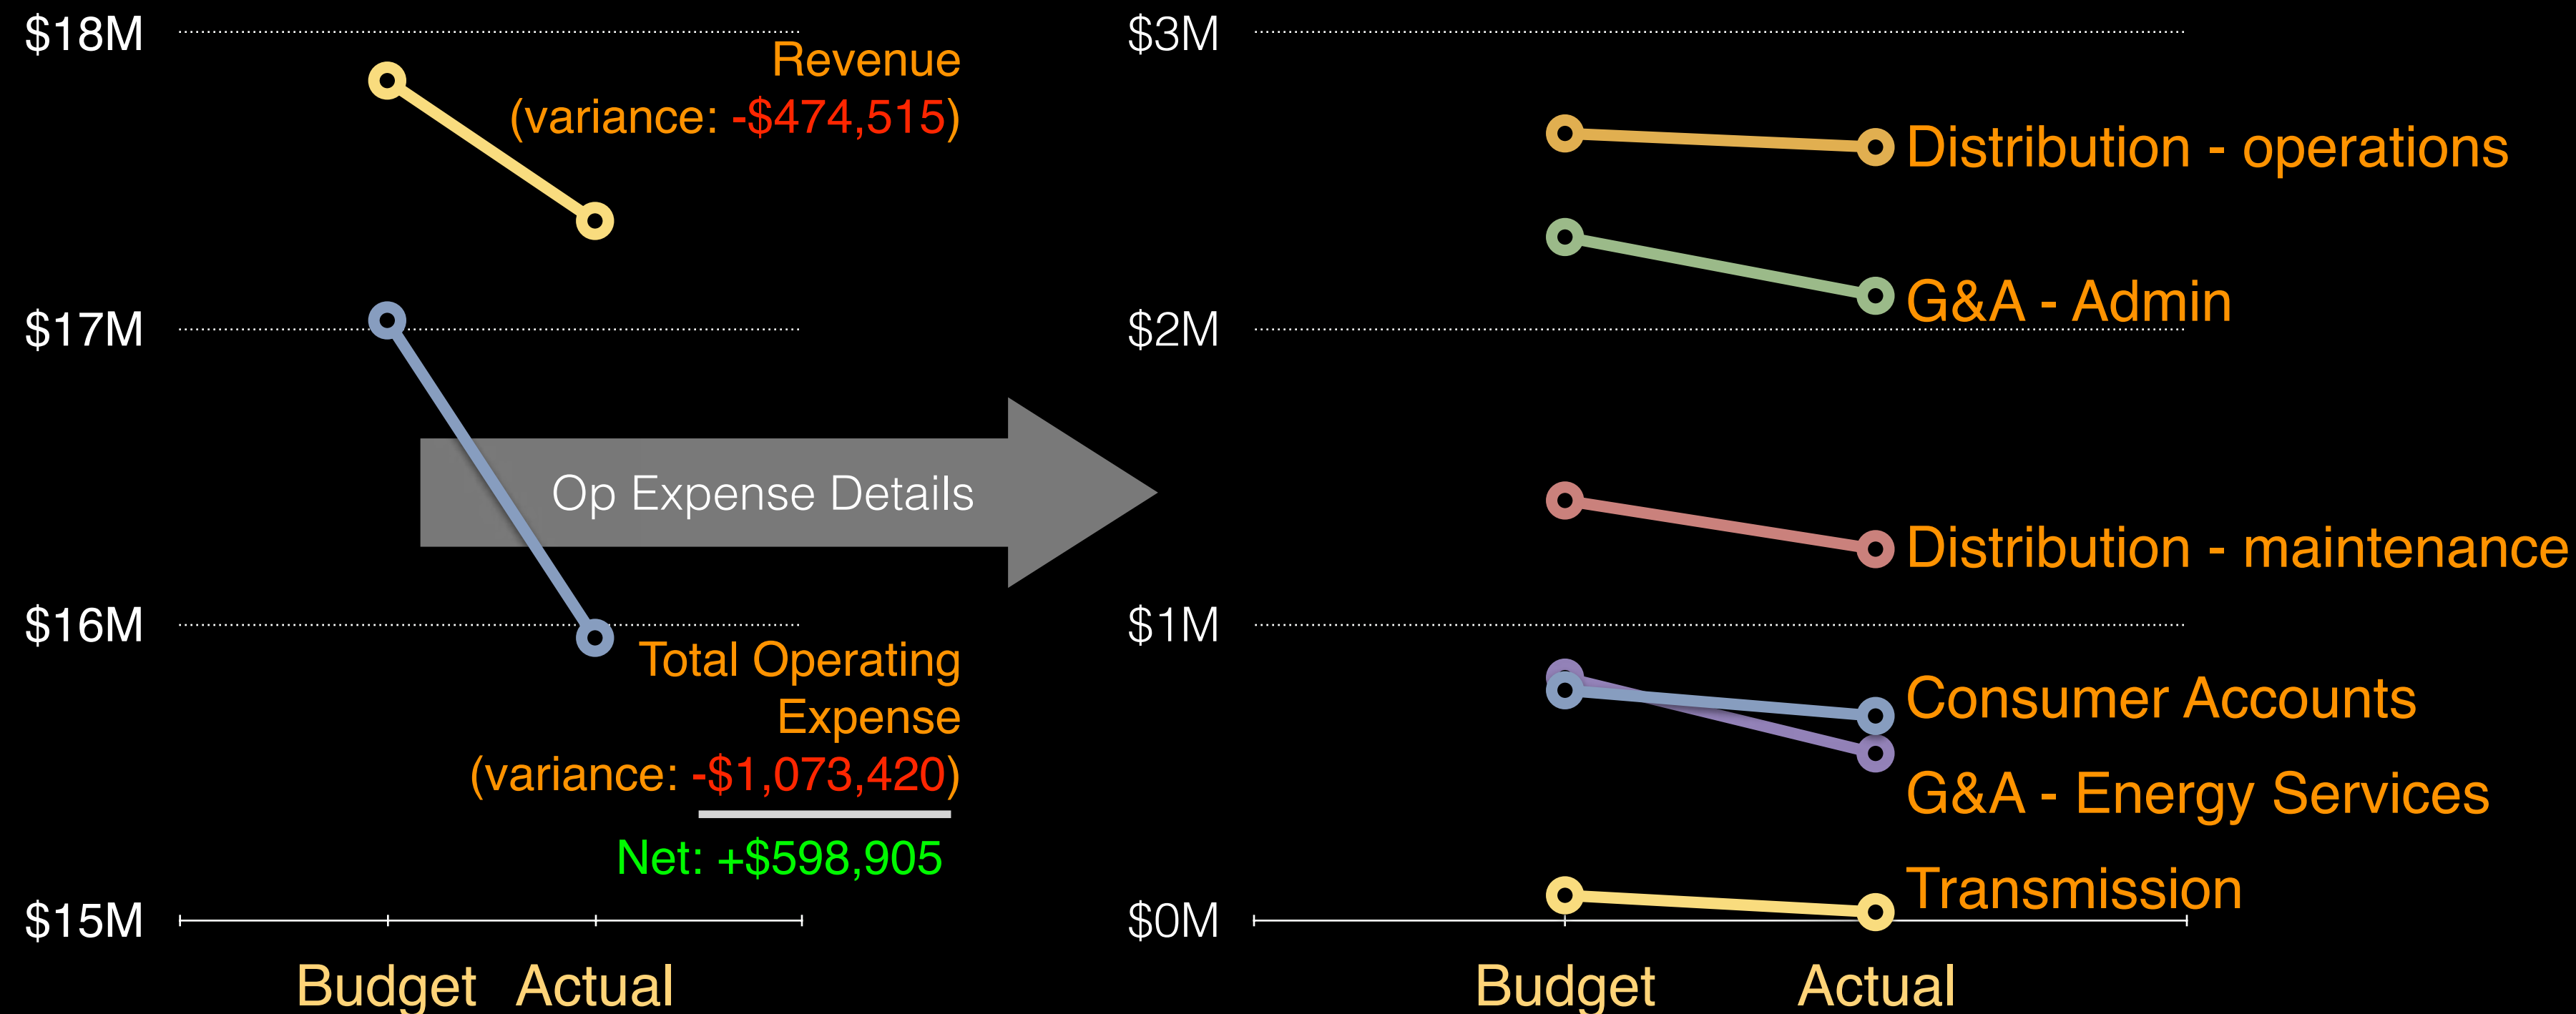 $18M
Revenue
(variance: -$474,515)
$17M
$16M
Total Operating
Expense
(variance: -$1,073,420)
Net: +$598,905
$15M
Budget
Actual
Op Expense Details
$3M
Distribution - operations
G&A - Admin
$2M
Distribution - maintenance
$1M
Consumer Accounts
G&A - Energy Services
Transmission
$0M
Budget
Actual